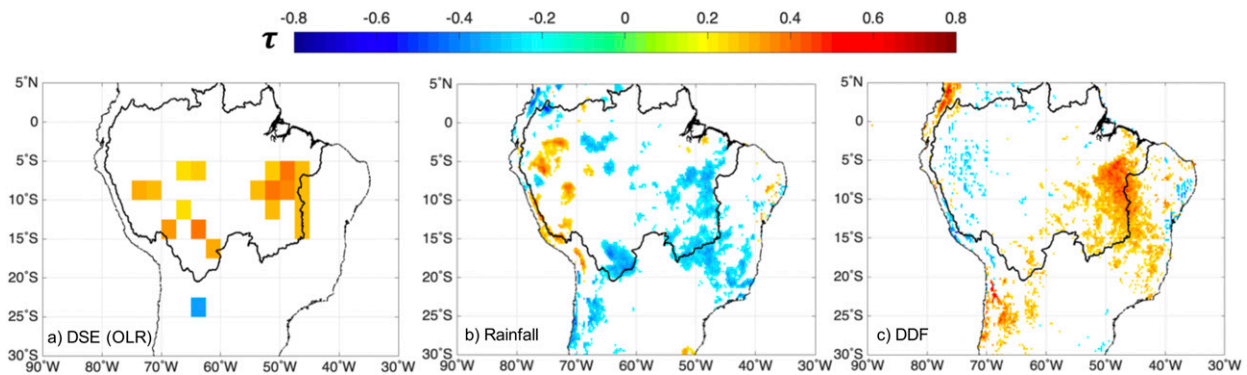 -0.8 -0.6 -0.4 -0.2 0 0.2 0.4 0.6 0.8
τ
5°N 5°N 5°N
0 0 0
5°S 5°S 5°S
10°S 10°S 10°S
15°S 15°S 15°S
20°S 20°S 20°S
25°S 25°S 25°S
a) DSE (OLR) b) Rainfall c) DDF
30°S 30°S 30°S
90°W 80°W 70°W 60°W 50°W 40°W 30°W 90°W 80°W 70°W 60°W 50°W 40°W 30°W 90°W 80°W 70°W 60°W 50°W 40°W 30°W